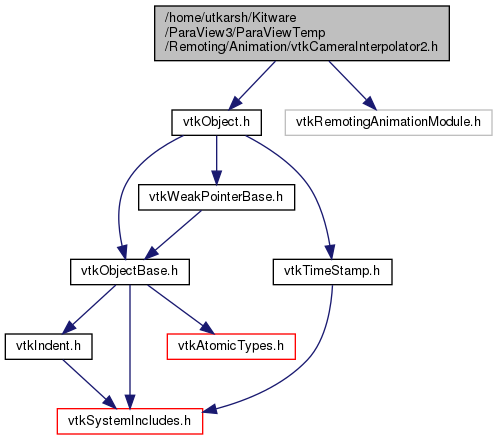 /home/utkarsh/Kitware
/ParaView3/ParaViewTemp
/Remoting/Animation/vtkCameraInterpolator2.h
vtkObject.h
vtkRemotingAnimationModule.h
vtkWeakPointerBase.h
vtkObjectBase.h
vtkTimeStamp.h
vtkIndent.h
vtkAtomicTypes.h
vtkSystemIncludes.h